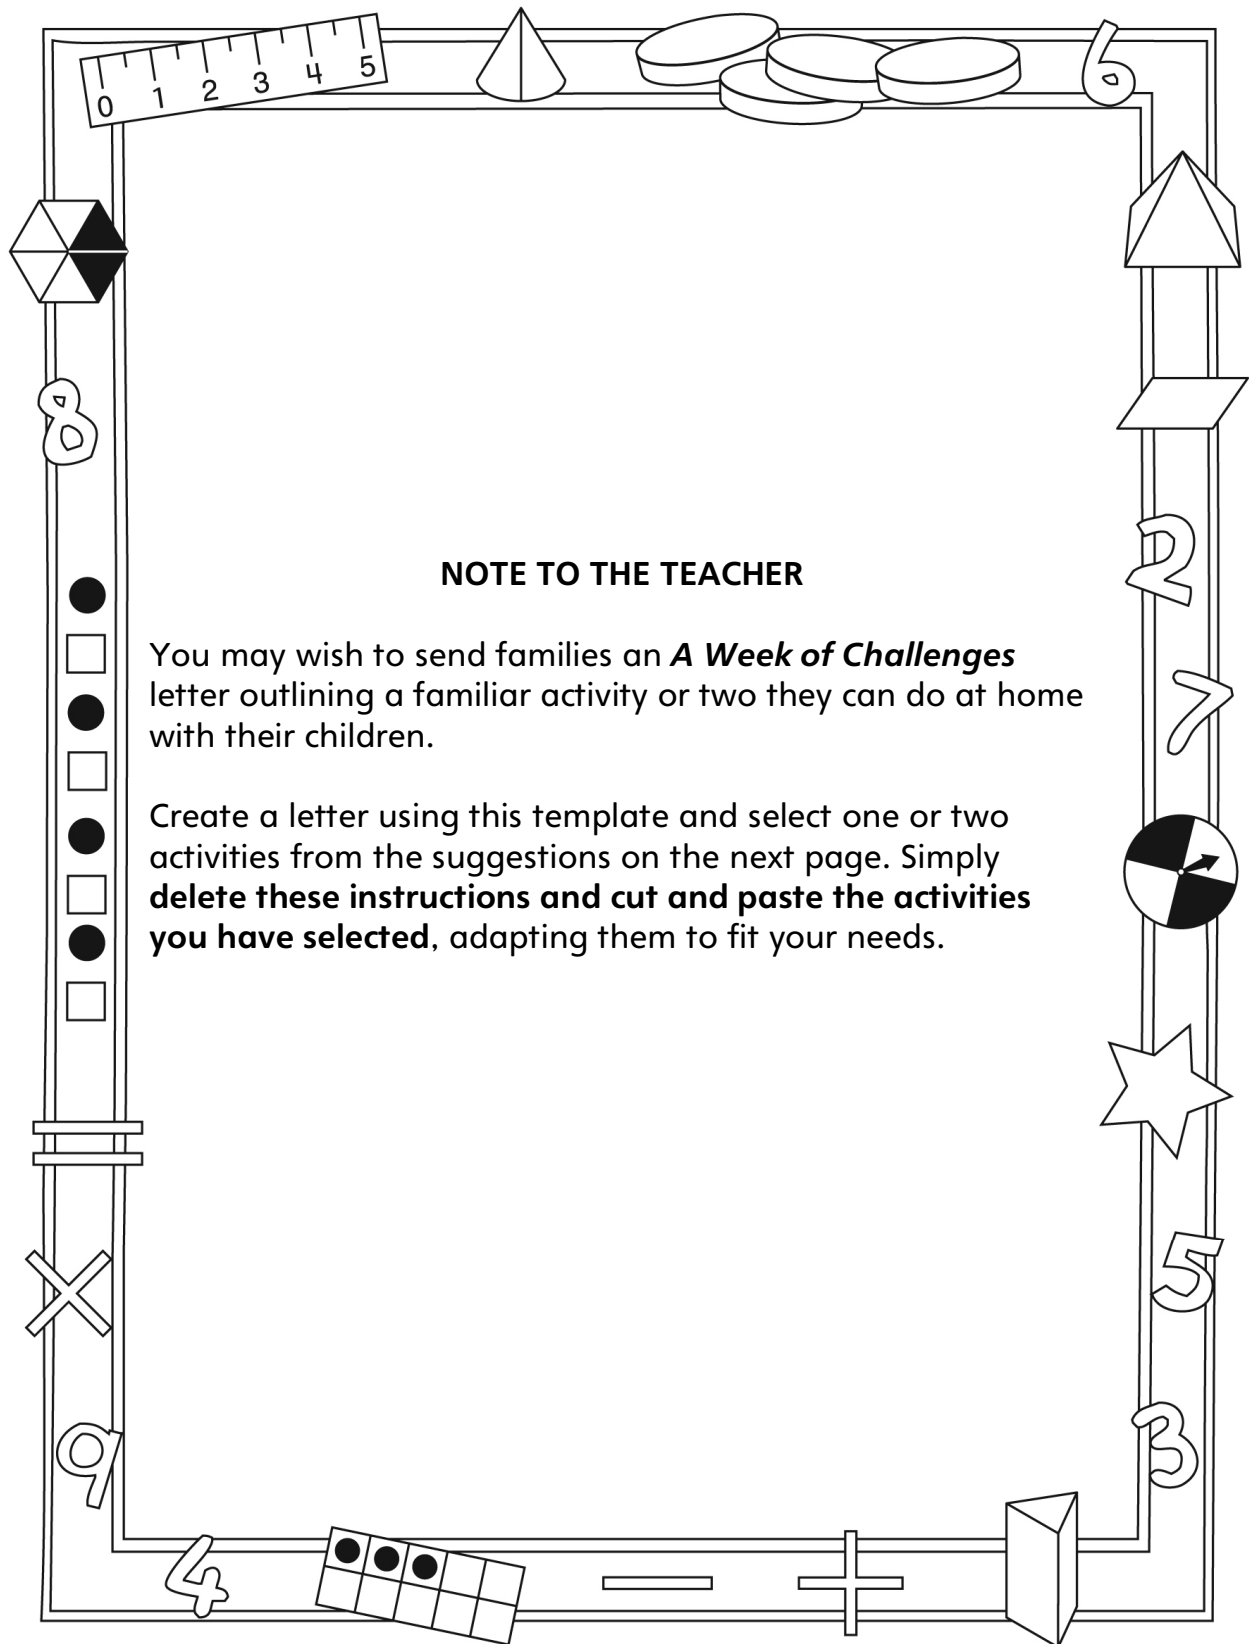 0 1 2 3 4 5
6
8
NOTE TO THE TEACHER
2
You may wish to send families an A Week of Challenges
letter outlining a familiar activity or two they can do at home
with their children.
7
Create a letter using this template and select one or two
activities from the suggestions on the next page. Simply
delete these instructions and cut and paste the activities
you have selected, adapting them to fit your needs.
=
5
×
3
9
4
−
+